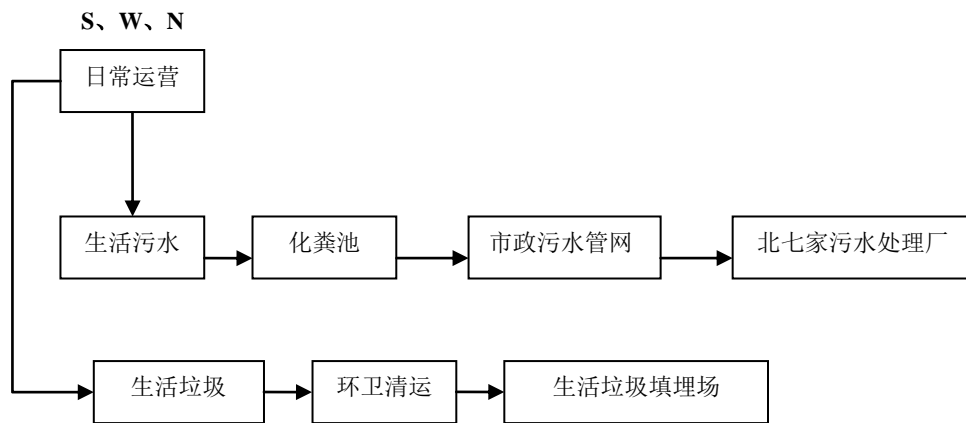 S、W、N
日常运营
生活污水
化粪池
市政污水管网
北七家污水处理厂
生活垃圾
环卫清运
生活垃圾填埋场